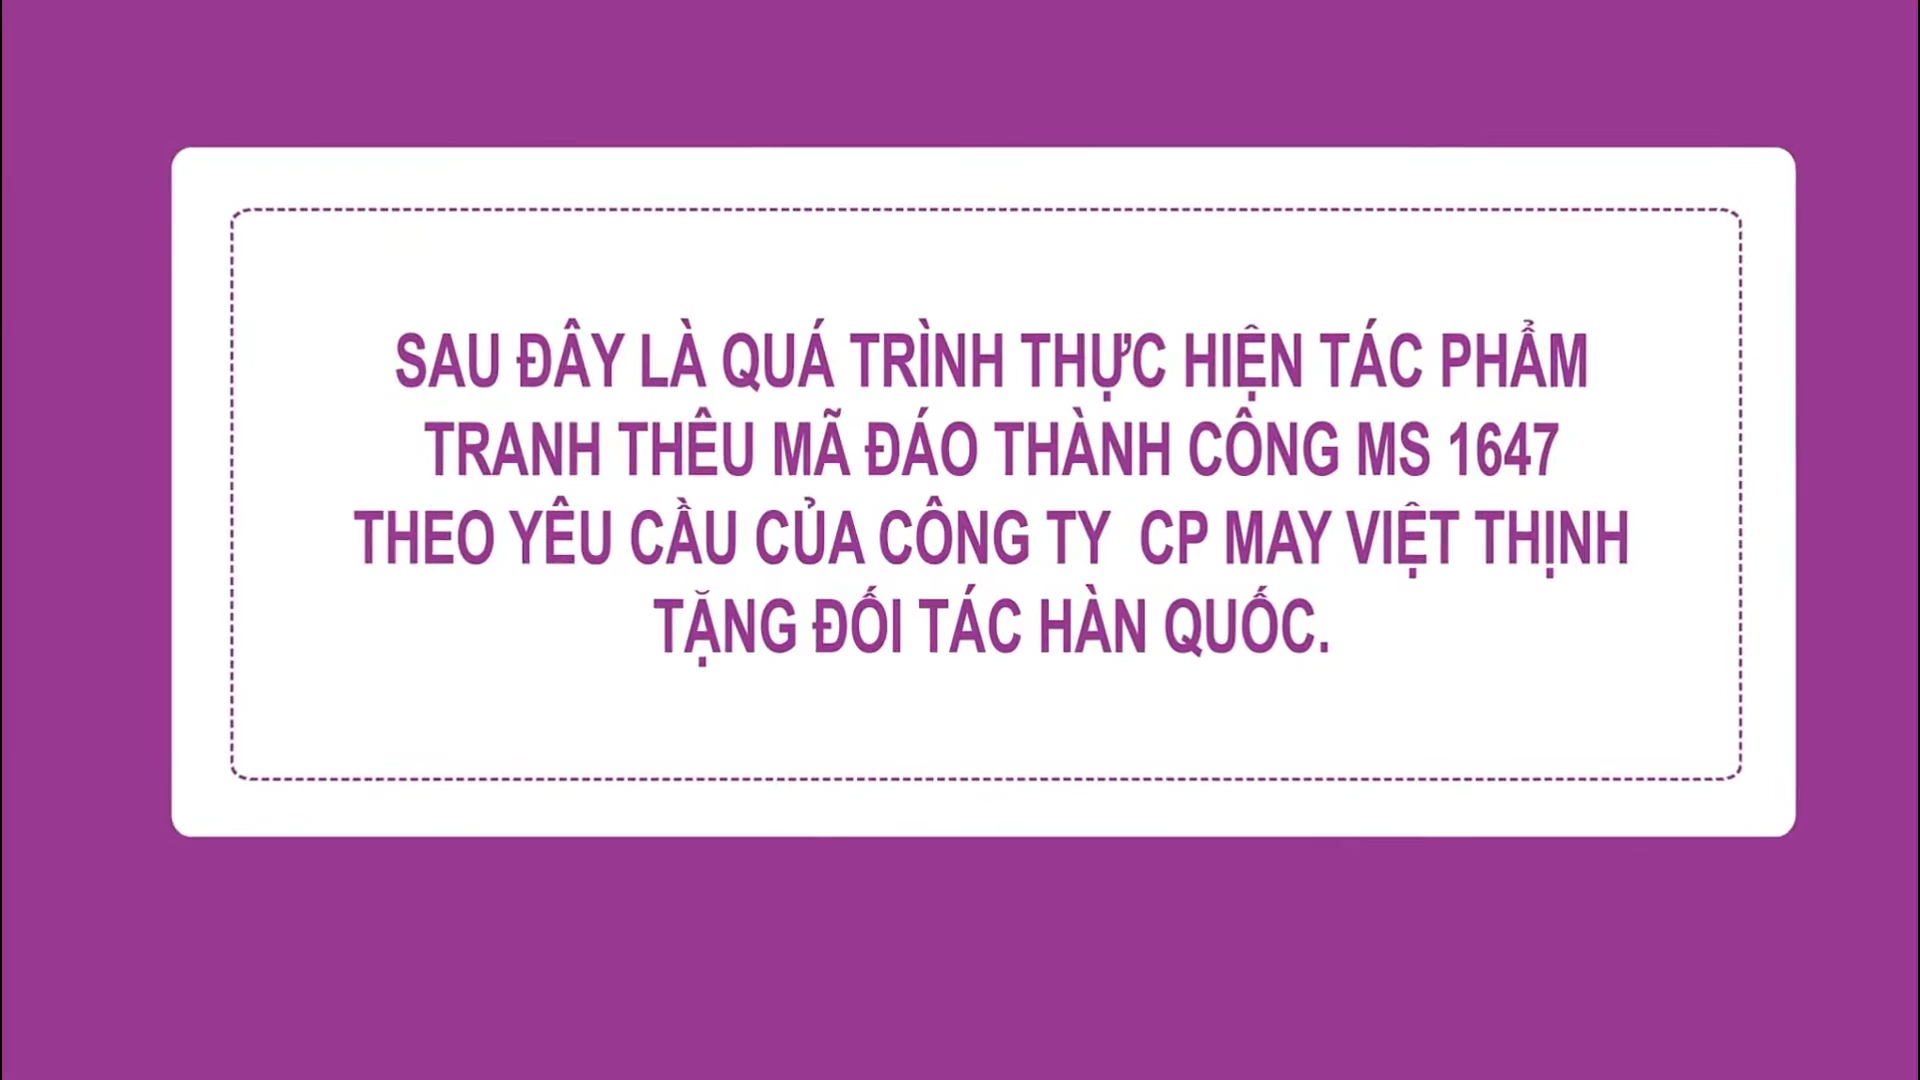 SAU ĐÂY LÀ QUÁ TRÌNH THỰC HIỆN TÁC PHẨM
TRANH THÊU MÃ ĐÁO THÀNH CÔNG MS 1647
THEO YÊU CẦU CỦA CÔNG TY CP MAY VIỆT THỊNH
TẶNG ĐỐI TÁC HÀN QUỐC.